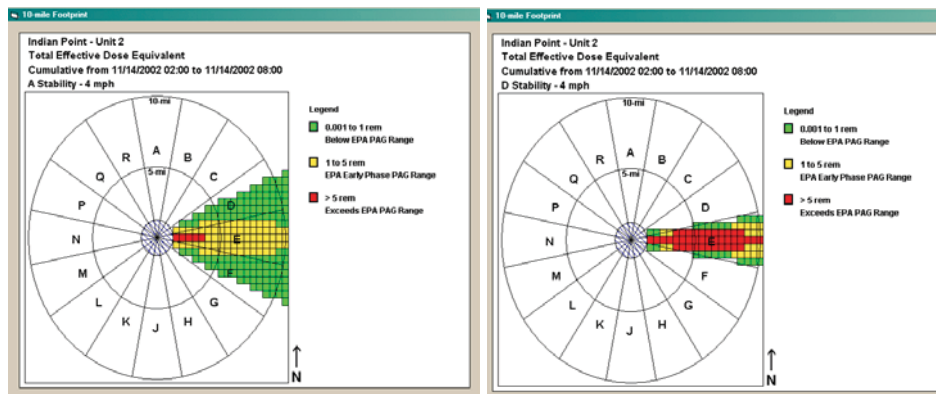 10-mile Footprint
Indian Point - Unit 2
Total Effective Dose Equivalent
Cumulative from 11/14/2002 02:00 to 11/14/2002 08:00
A Stability - 4 mph
10-mi
5-mi
A
B
C
D
E
F
G
H
J
K
L
M
N
P
Q
R
Legend
0.001 to 1 rem
Below EPA PAG Range
1 to 5 rem
EPA Early Phase PAG Range
> 5 rem
Exceeds EPA PAG Range
N
10-mile Footprint
Indian Point - Unit 2
Total Effective Dose Equivalent
Cumulative from 11/14/2002 02:00 to 11/14/2002 08:00
D Stability - 4 mph
10-mi
5-mi
A
B
C
D
E
F
G
H
J
K
L
M
N
P
Q
R
Legend
0.001 to 1 rem
Below EPA PAG Range
1 to 5 rem
EPA Early Phase PAG Range
> 5 rem
Exceeds EPA PAG Range
N